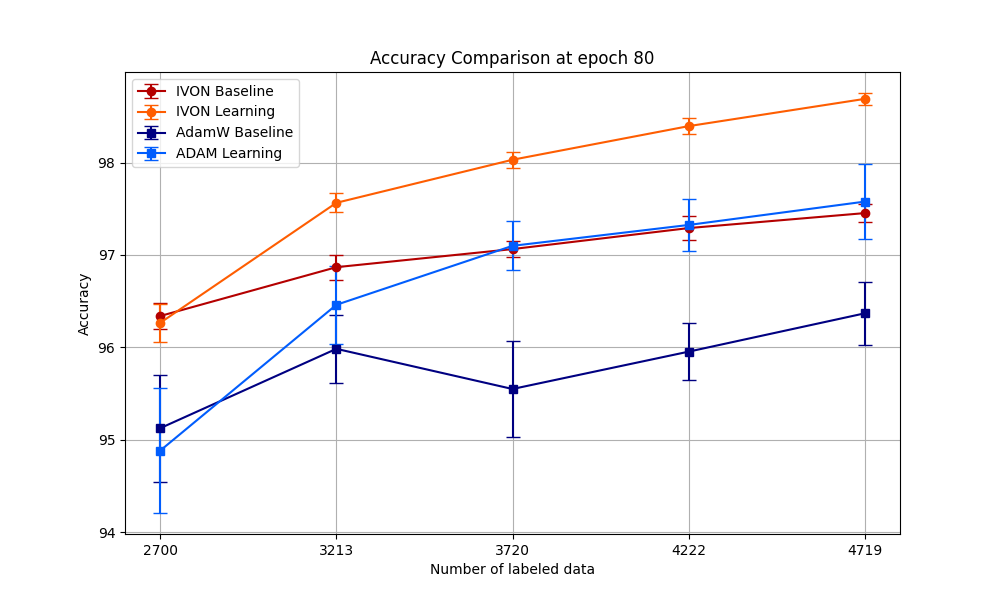 Accuracy Comparison at epoch 80
IVON Baseline
IVON Learning
AdamW Baseline
ADAM Learning
98
97
96
95
94
Accuracy
2700 3213 3720 4222 4719
Number of labeled data